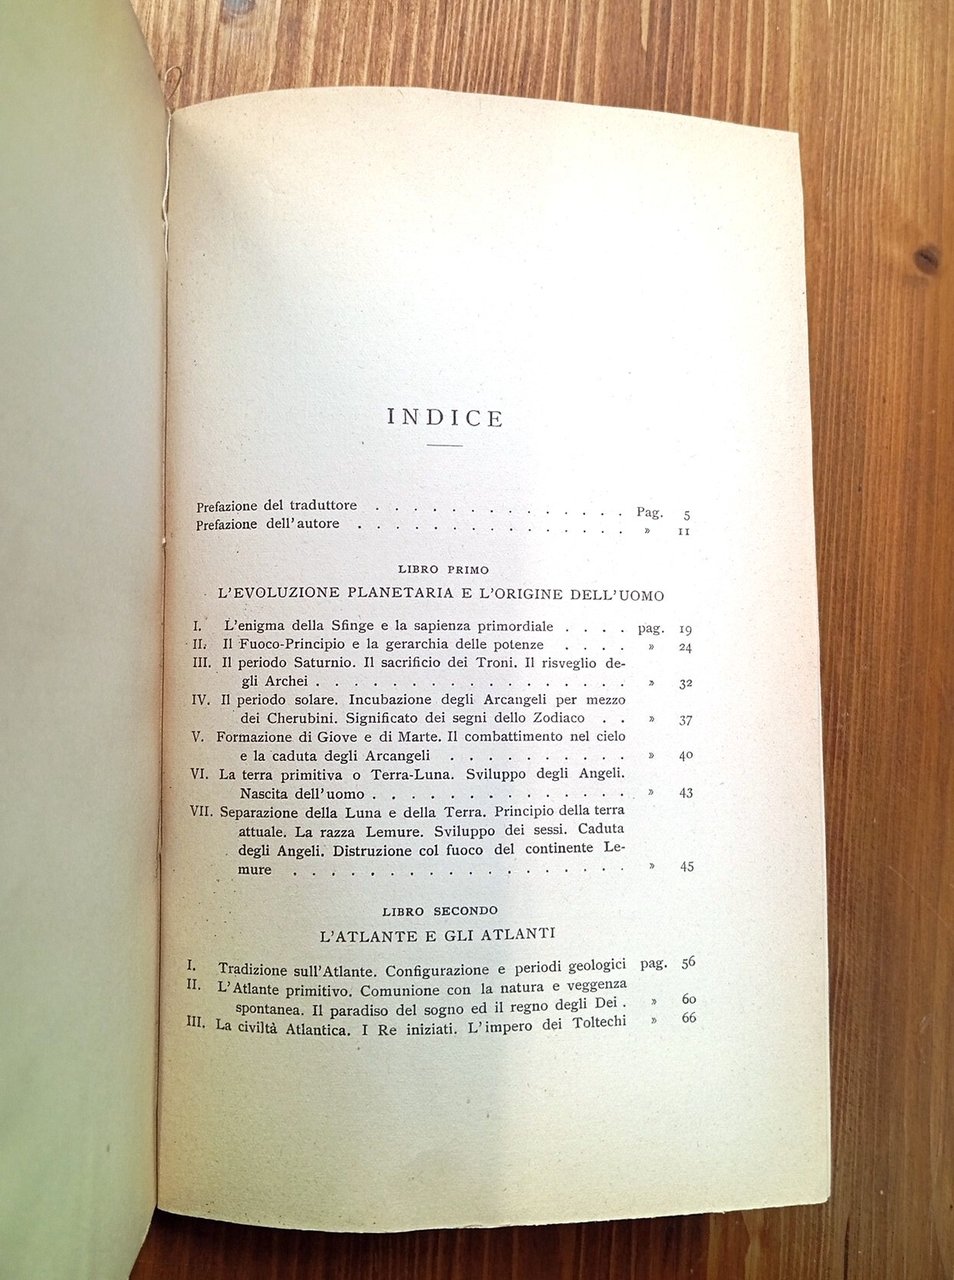 INDICE
Prefazione del traduttore . . . . . . . . . . . . . . Pag. 5
Prefazione dell'autore . . . . . . . . . . . . . . . » 11
LIBRO PRIMO
L'EVOLUZIONE PLANETARIA E L'ORIGINE DELL'UOMO
I. L'enigma della Sfinge e la sapienza primordiale . . . . pag. 19
II. Il Fuoco-Principio e la gerarchia delle potenze . . . . » 24
III. Il periodo Saturnio. Il sacrificio dei Troni. Il risveglio de-
gli Archei . . . . . . . . . . . . . . . . . » 32
IV. Il periodo solare. Incubazione degli Arcangeli per mezzo
dei Cherubini. Significato dei segni dello Zodiaco . . » 37
V. Formazione di Giove e di Marte. Il combattimento nel cielo
e la caduta degli Arcangeli . . . . . . . . . . » 40
VI. La terra primitiva o Terra-Luna. Sviluppo degli Angeli.
Nascita dell'uomo . . . . . . . . . . . . . . » 43
VII. Separazione della Luna e della Terra. Principio della terra
attuale. La razza Lemure. Sviluppo dei sessi. Caduta
degli Angeli. Distruzione col fuoco del continente Le-
mure . . . . . . . . . . . . . . . . . . » 45
LIBRO SECONDO
L'ATLANTE E GLI ATLANTI
I. Tradizione sull'Atlante. Configurazione e periodi geologici pag. 56
II. L'Atlante primitivo. Comunione con la natura e veggenza
spontanea. Il paradiso del sogno ed il regno degli Dei . » 60
III. La civiltà Atlantica. I Re iniziati. L'impero dei Toltechi » 66